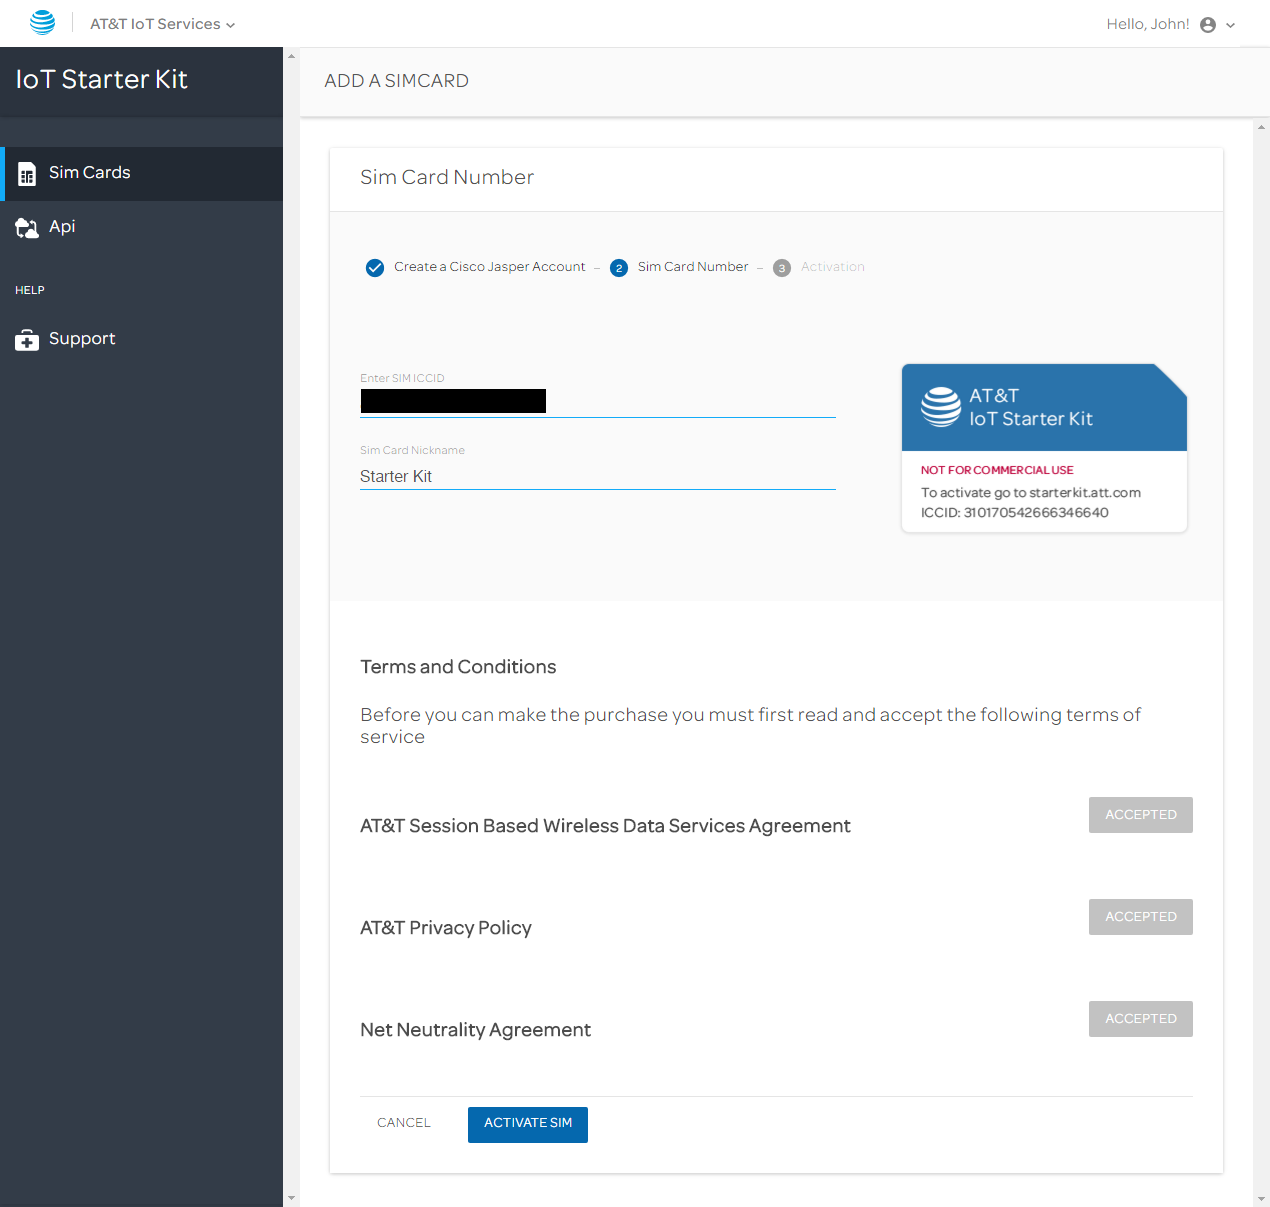 AT&T IoT Services
Hello, John!
IoT Starter Kit
ADD A SIMCARD
Sim Cards
Api
HELP
Support
Sim Card Number
Create a Cisco Jasper Account – 2 Sim Card Number – 3 Activation
Enter SIM ICCID
Sim Card Nickname
Starter Kit
AT&T
IoT Starter Kit
NOT FOR COMMERCIAL USE
To activate go to starterkit.att.com
ICCID: 310170542666346640
Terms and Conditions
Before you can make the purchase you must first read and accept the following terms of
service
AT&T Session Based Wireless Data Services Agreement
ACCEPTED
AT&T Privacy Policy
ACCEPTED
Net Neutrality Agreement
ACCEPTED
CANCEL
ACTIVATE SIM